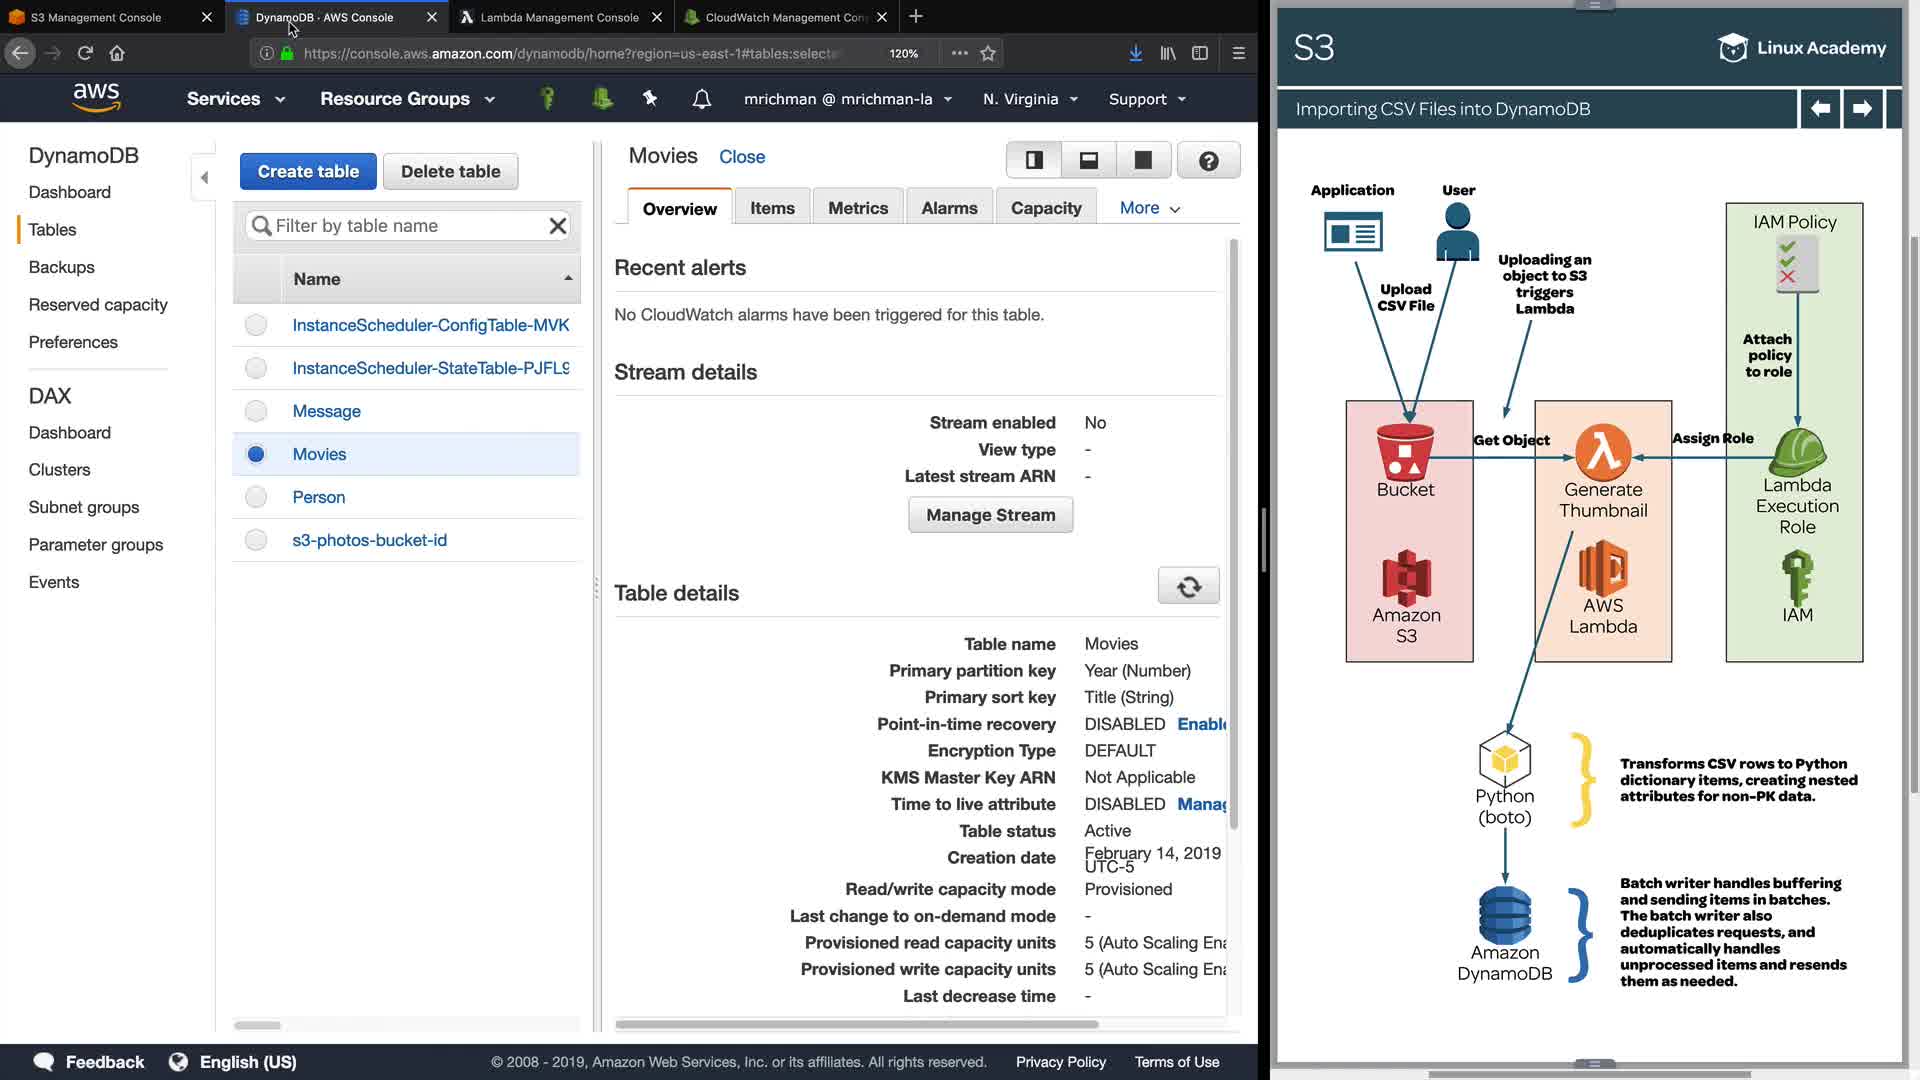 S3 Management Console
DynamoDB · AWS Console
Lambda Management Console
CloudWatch Management Con
https://console.aws.amazon.com/dynamodb/home?region=us-east-1#tables:selecte
120%
aws
Services
Resource Groups
mrichman @ mrichman-la
N. Virginia
Support
DynamoDB
Dashboard
Tables
Backups
Reserved capacity
Preferences
DAX
Dashboard
Clusters
Subnet groups
Parameter groups
Events
Create table
Delete table
Filter by table name
Name
InstanceScheduler-ConfigTable-MVK
InstanceScheduler-StateTable-PJFL9
Message
Movies
Person
s3-photos-bucket-id
Movies
Close
Overview
Items
Metrics
Alarms
Capacity
More
Recent alerts
No CloudWatch alarms have been triggered for this table.
Stream details
Stream enabled No
View type -
Latest stream ARN -
Manage Stream
Table details
Table name Movies
Primary partition key Year (Number)
Primary sort key Title (String)
Point-in-time recovery DISABLED Enable
Encryption Type DEFAULT
KMS Master Key ARN Not Applicable
Time to live attribute DISABLED Manag
Table status Active
Creation date February 14, 2019
UTC-5
Read/write capacity mode Provisioned
Last change to on-demand mode -
Provisioned read capacity units 5 (Auto Scaling Ena
Provisioned write capacity units 5 (Auto Scaling Ena
Last decrease time -
Feedback
English (US)
© 2008 - 2019, Amazon Web Services, Inc. or its affiliates. All rights reserved.
Privacy Policy
Terms of Use
S3
Linux Academy
Importing CSV Files into DynamoDB
Application
User
Upload
CSV File
Uploading an
object to S3
triggers
Lambda
IAM Policy
Attach
policy
to role
Get Object
Assign Role
Bucket
Generate
Thumbnail
Lambda
Execution
Role
Amazon
S3
AWS
Lambda
IAM
Python
(boto)
Transforms CSV rows to Python
dictionary items, creating nested
attributes for non-PK data.
Amazon
DynamoDB
Batch writer handles buffering
and sending items in batches.
The batch writer also
deduplicates requests, and
automatically handles
unprocessed items and resends
them as needed.